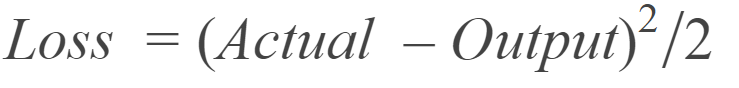 Loss = (Actual – Output)²/2